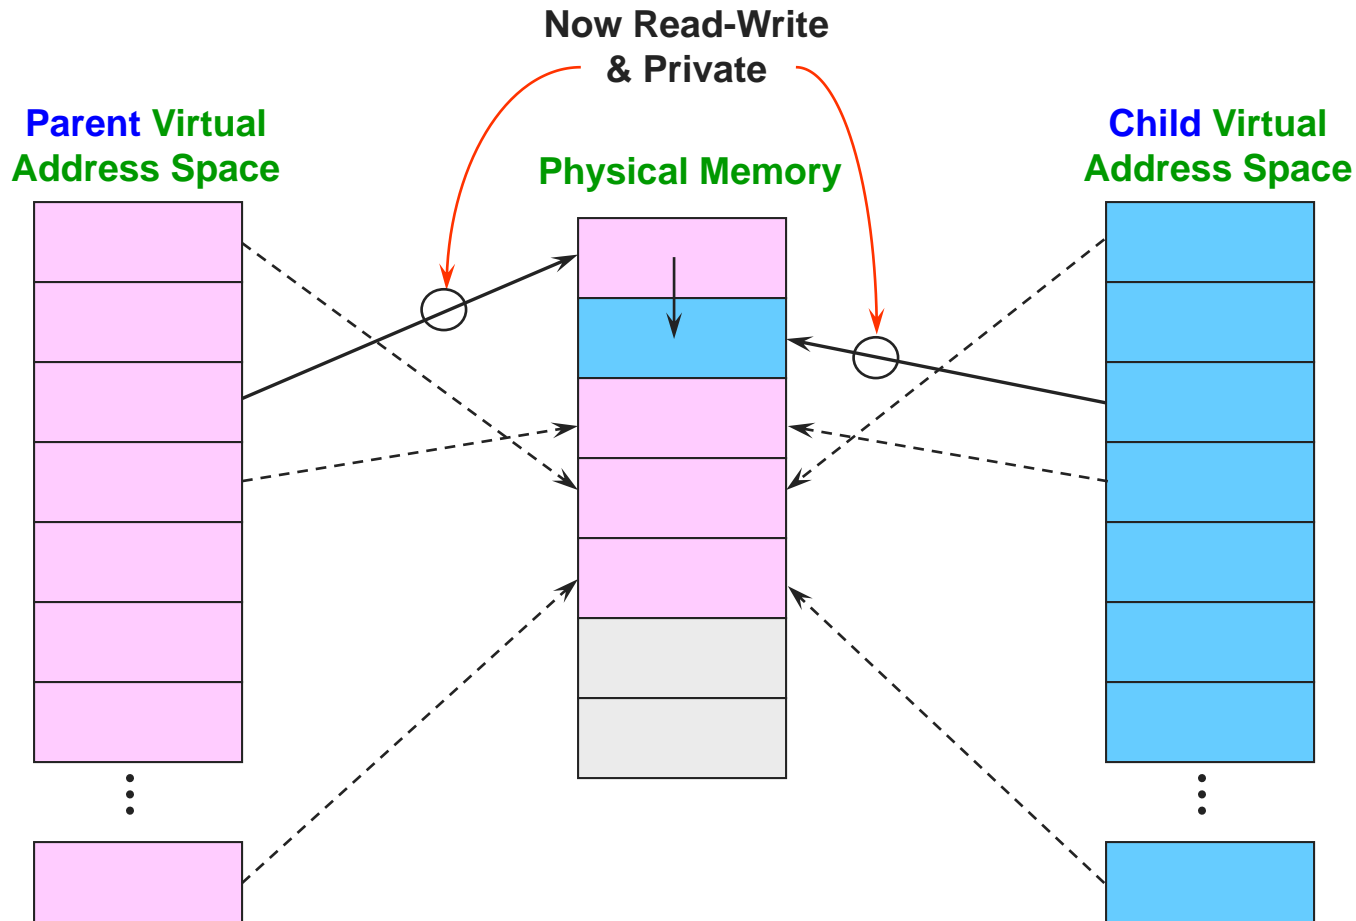 Now Read-Write
& Private
Parent Virtual
Address Space
Physical Memory
Child Virtual
Address Space